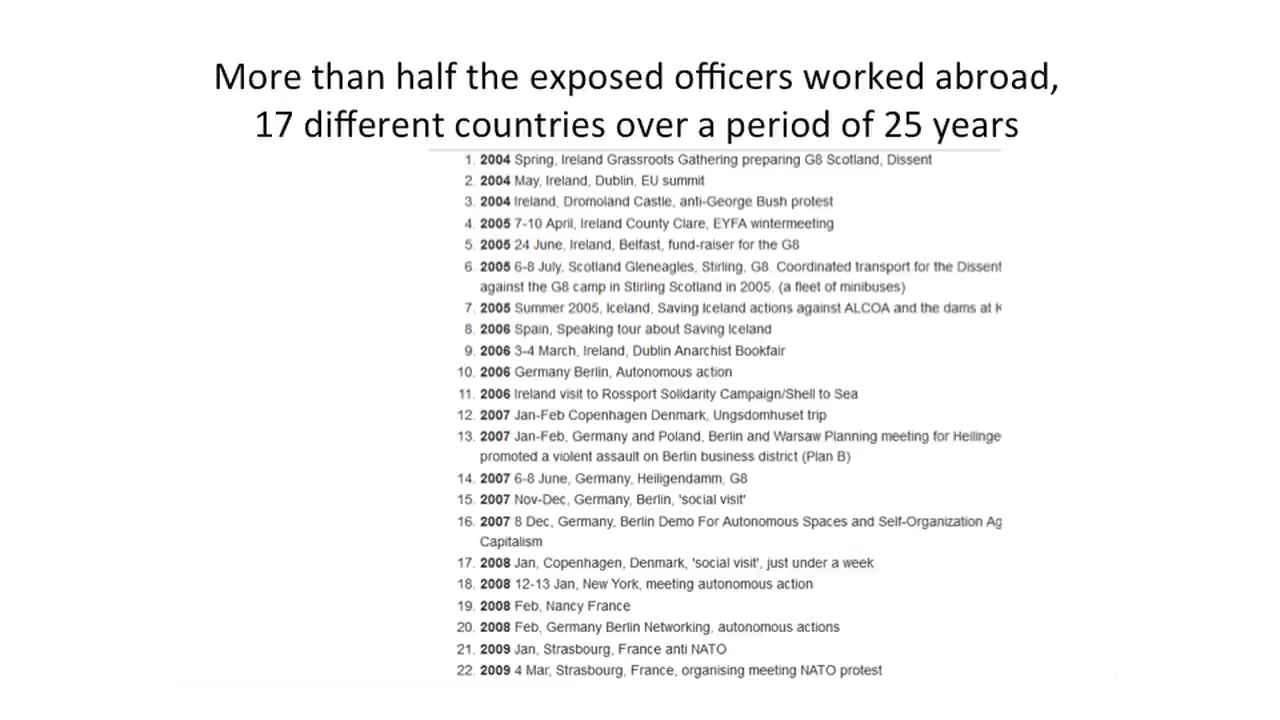 More than half the exposed officers worked abroad,
17 different countries over a period of 25 years
1. 2004 Spring, Ireland Grassroots Gathering preparing G8 Scotland, Dissent
2. 2004 May, Ireland, Dublin, EU summit
3. 2004 Ireland, Dromoland Castle, anti-George Bush protest
4. 2005 7-10 April, Ireland County Clare, EYFA wintermeeting
5. 2005 24 June, Ireland, Belfast, fund-raiser for the G8
6. 2005 6-8 July, Scotland Gleneagles, Stirling, G8. Coordinated transport for the Dissent
against the G8 camp in Stirling Scotland in 2005. (a fleet of minibuses)
7. 2005 Summer 2005, Iceland, Saving Iceland actions against ALCOA and the dams at
8. 2006 Spain, Speaking tour about Saving Iceland
9. 2006 3-4 March, Ireland, Dublin Anarchist Bookfair
10. 2006 Germany Berlin, Autonomous action
11. 2006 Ireland visit to Rossport Solidarity Campaign/Shell to Sea
12. 2007 Jan-Feb Copenhagen Denmark, Ungsdomhuset trip
13. 2007 Jan-Feb, Germany and Poland, Berlin and Warsaw Planning meeting for Heilinge
promoted a violent assault on Berlin business district (Plan B)
14. 2007 6-8 June, Germany, Heiligendamm, G8
15. 2007 Nov-Dec, Germany, Berlin, 'social visit'
16. 2007 8 Dec, Germany, Berlin Demo For Autonomous Spaces and Self-Organization Ag
Capitalism
17. 2008 Jan, Copenhagen, Denmark, 'social visit', just under a week
18. 2008 12-13 Jan, New York, meeting autonomous action
19. 2008 Feb, Nancy France
20. 2008 Feb, Germany Berlin Networking, autonomous actions
21. 2009 Jan, Strasbourg, France anti NATO
22. 2009 4 Mar, Strasbourg, France, organising meeting NATO protest